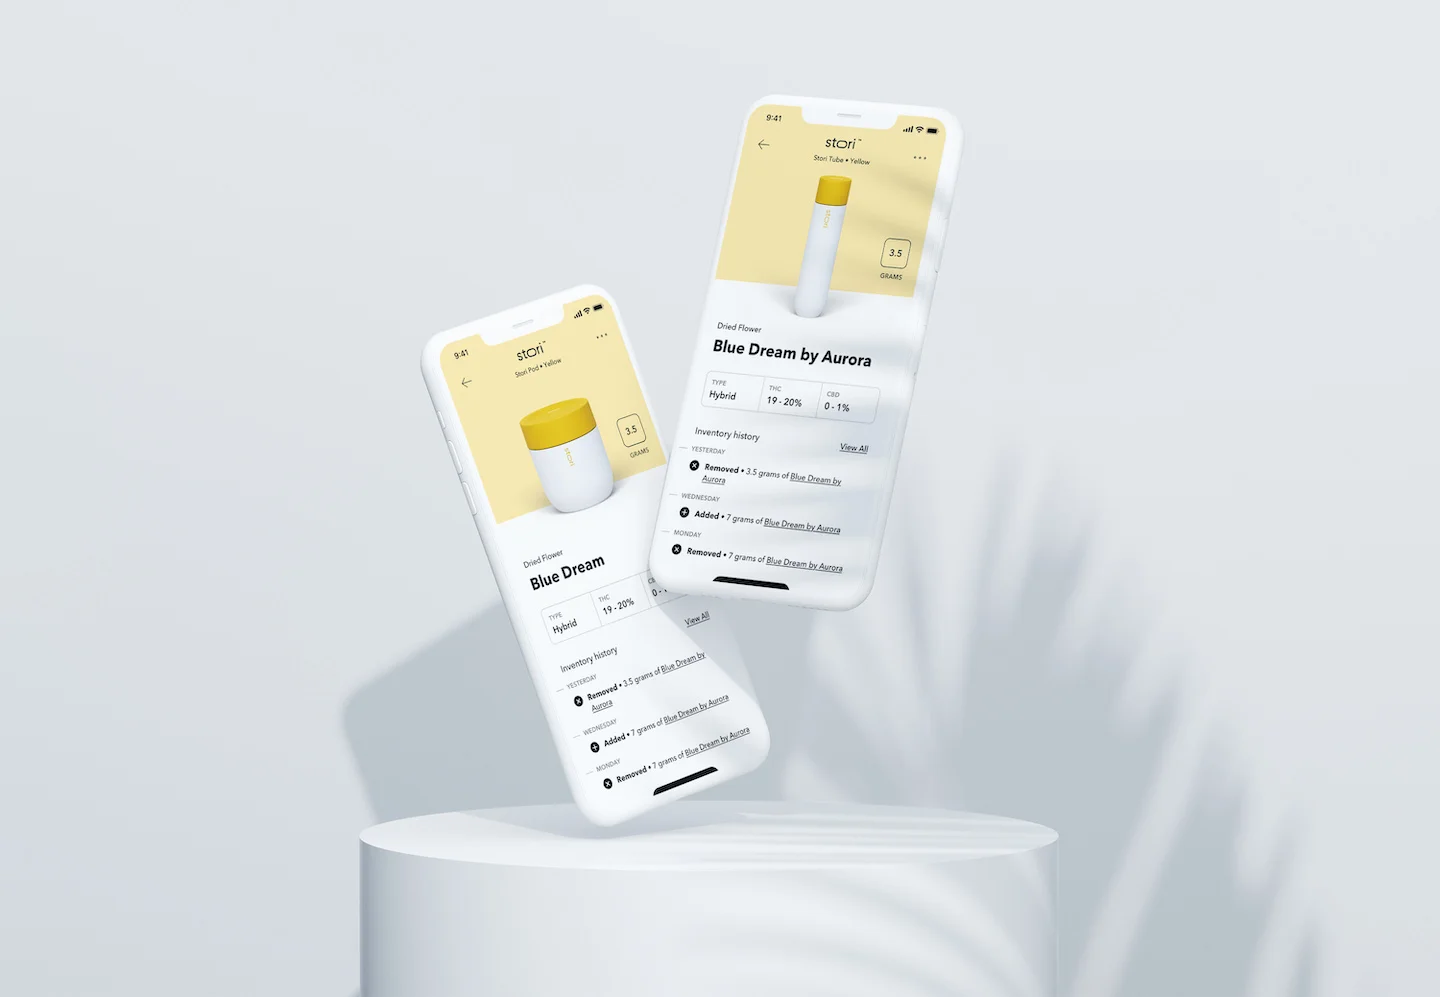 9:41
stori™
Stori Pod • Yellow
stori
3.5
GRAMS
Dried Flower
Blue Dream
TYPE
Hybrid
THC
19 - 20%
Inventory history
View All
YESTERDAY
Removed • 3.5 grams of Blue Dream by
Aurora
WEDNESDAY
Added • 7 grams of Blue Dream by Aurora
MONDAY
Removed • 7 grams of Blue Dream by Aurora
9:41
stori™
Stori Tube • Yellow
stori
3.5
GRAMS
Dried Flower
Blue Dream by Aurora
TYPE
Hybrid
THC
19 - 20%
CBD
0 - 1%
Inventory history
View All
YESTERDAY
Removed • 3.5 grams of Blue Dream by
Aurora
WEDNESDAY
Added • 7 grams of Blue Dream by Aurora
MONDAY
Removed • 7 grams of Blue Dream by Aurora